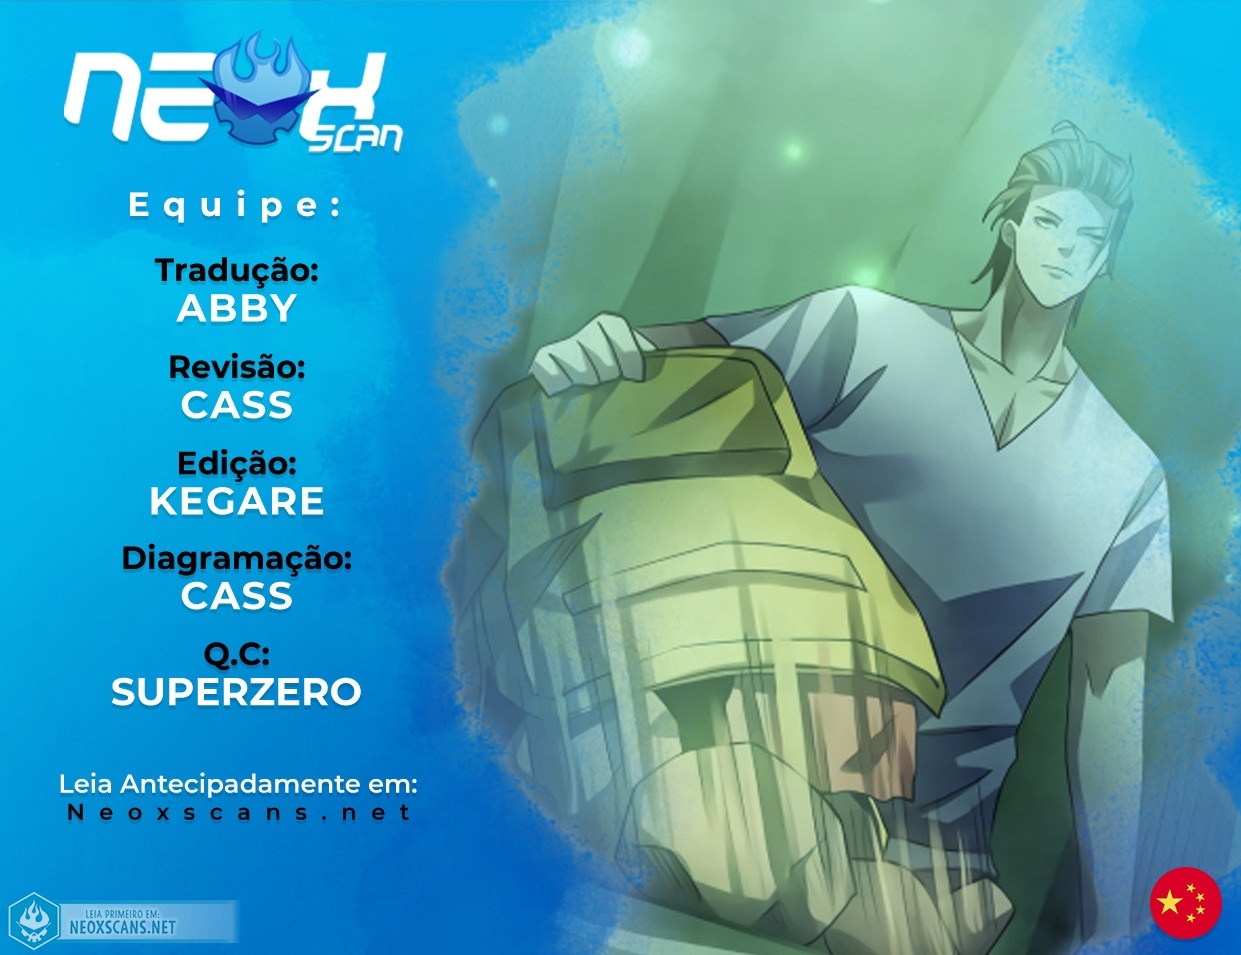 NEOX
SCAN
Equipe:
Tradução:
ABBY
Revisão:
CASS
Edição:
KEGARE
Diagramação:
CASS
Q.C:
SUPERZERO
Leia Antecipadamente em:
Neoxscans.net
LEIA PRIMEIRO EM:
NEOXSCANS.NET